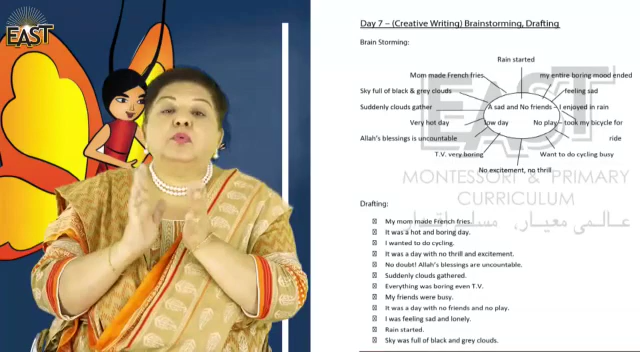 EAST
Day 7 – (Creative Writing) Brainstorming, Drafting
Brain Storming:
Rain started
Mom made French fries my entire boring mood ended
Sky full of black & grey clouds feeling sad
Suddenly clouds gather A sad and No friends – I enjoyed in rain
Very hot day low day No play – took my bicycle for
Allah's blessings is uncountable ride
T.V. very boring Want to do cycling busy
No excitement, no thrill
EAST
MONTESSORI & PRIMARY
CURRICULUM
عالمی معیار، مسلم اقدار
Drafting:
My mom made French fries.
It was a hot and boring day.
I wanted to do cycling.
It was a day with no thrill and excitement.
No doubt! Allah's blessings are uncountable.
Suddenly clouds gathered.
Everything was boring even T.V.
My friends were busy.
It was a day with no friends and no play.
I was feeling sad and lonely.
Rain started.
Sky was full of black and grey clouds.